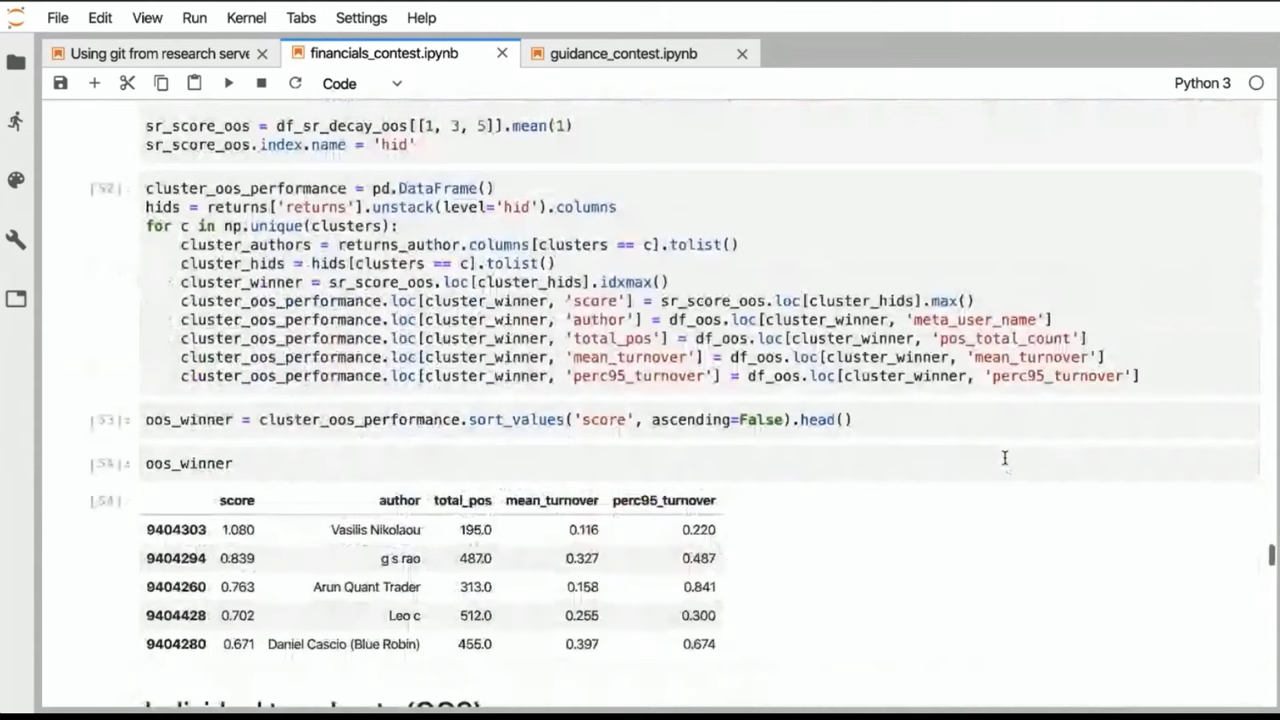 File Edit View Run Kernel Tabs Settings Help
Using git from research serve financials_contest.ipynb guidance_contest.ipynb
Code Python 3
sr_score_oos = df_sr_decay_oos[[1, 3, 5]].mean(1)
sr_score_oos.index.name = 'hid'
[52]: cluster_oos_performance = pd.DataFrame()
hids = returns['returns'].unstack(level='hid').columns
for c in np.unique(clusters):
    cluster_authors = returns_author.columns[clusters == c].tolist()
    cluster_hids = hids[clusters == c].tolist()
    cluster_winner = sr_score_oos.loc[cluster_hids].idxmax()
    cluster_oos_performance.loc[cluster_winner, 'score'] = sr_score_oos.loc[cluster_hids].max()
    cluster_oos_performance.loc[cluster_winner, 'author'] = df_oos.loc[cluster_winner, 'meta_user_name']
    cluster_oos_performance.loc[cluster_winner, 'total_pos'] = df_oos.loc[cluster_winner, 'pos_total_count']
    cluster_oos_performance.loc[cluster_winner, 'mean_turnover'] = df_oos.loc[cluster_winner, 'mean_turnover']
    cluster_oos_performance.loc[cluster_winner, 'perc95_turnover'] = df_oos.loc[cluster_winner, 'perc95_turnover']
[53]: oos_winner = cluster_oos_performance.sort_values('score', ascending=False).head()
[54]: oos_winner
[54]: score author total_pos mean_turnover perc95_turnover
9404303 1.080 Vasilis Nikolaou 195.0 0.116 0.220
9404294 0.839 g s rao 487.0 0.327 0.487
9404260 0.763 Arun Quant Trader 313.0 0.158 0.841
9404428 0.702 Leo c 512.0 0.255 0.300
9404280 0.671 Daniel Cascio (Blue Robin) 455.0 0.397 0.674